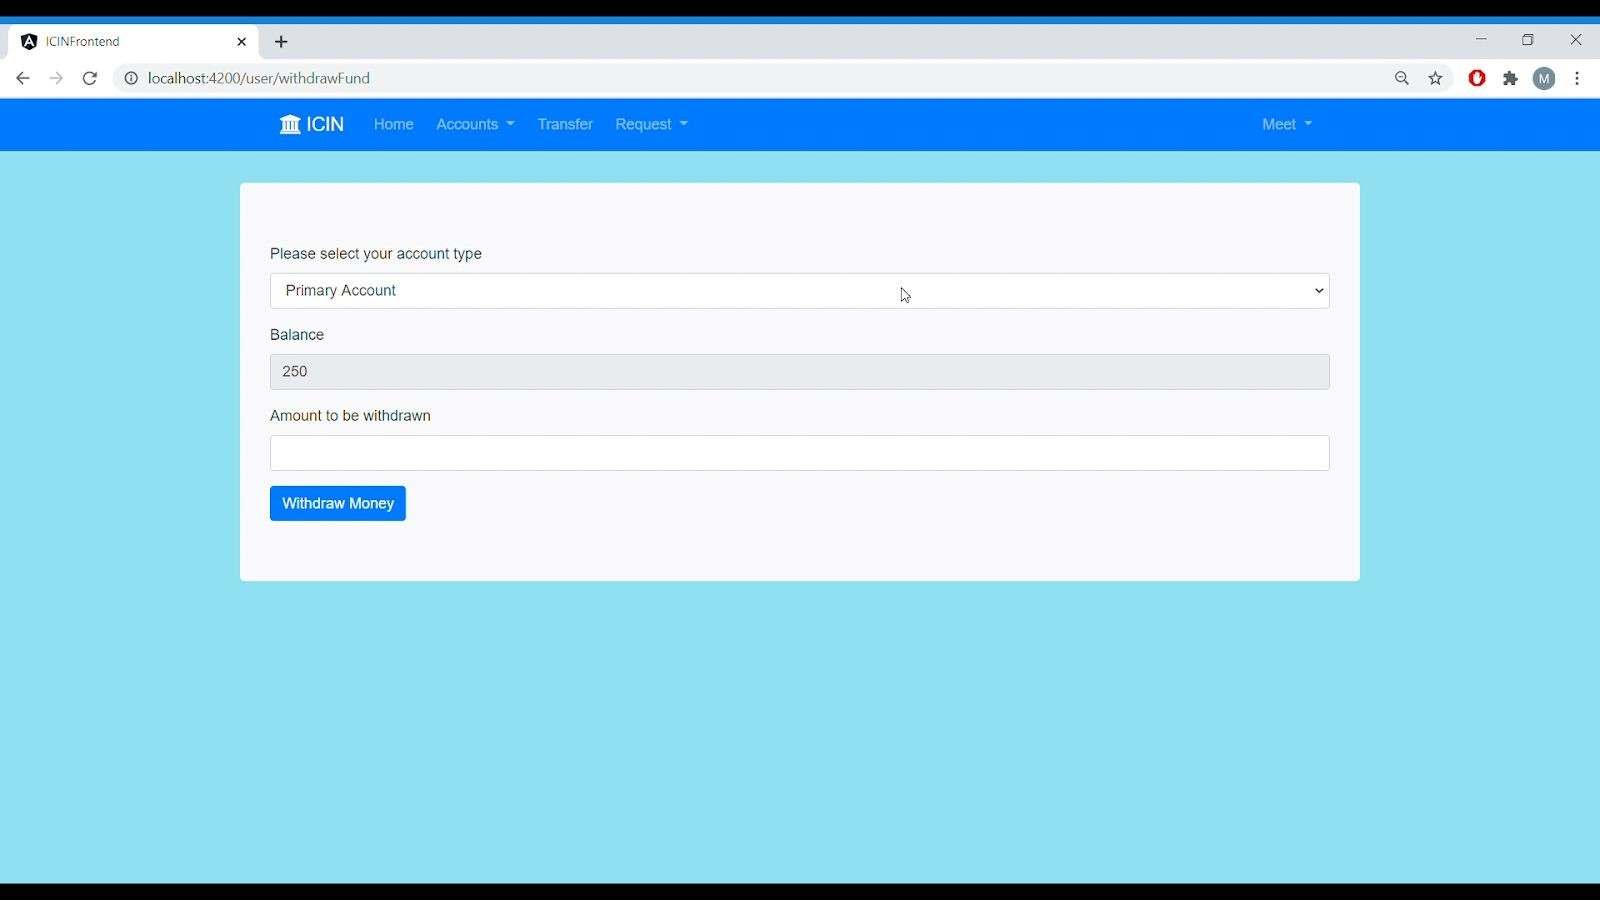 ICINFrontend
localhost:4200/user/withdrawFund
M
ICIN Home Accounts Transfer Request Meet
Please select your account type
Primary Account
Balance
250
Amount to be withdrawn
Withdraw Money